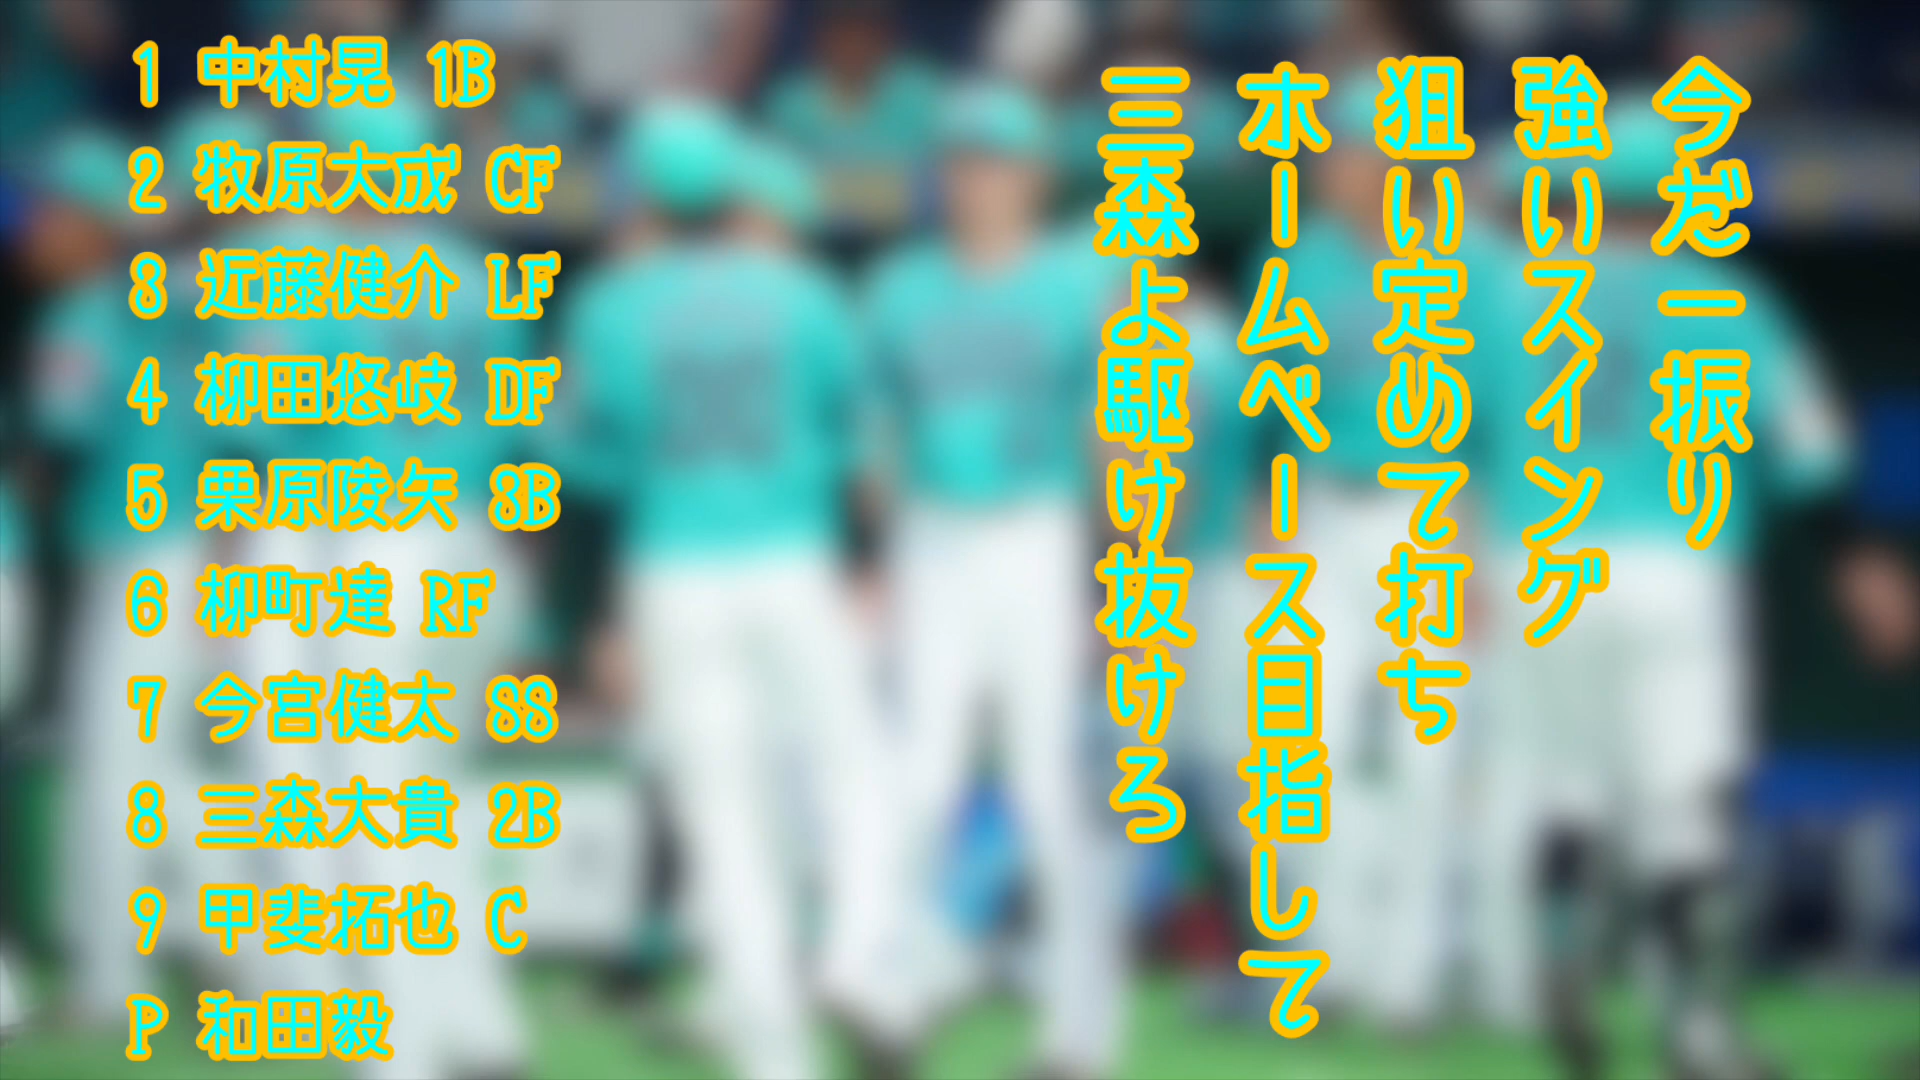 1 中村晃 1B
2 牧原大成 CF
3 近藤健介 LF
4 柳田悠岐 DF
5 栗原陵矢 3B
6 柳町達 RF
7 今宮健太 SS
8 三森大貴 2B
9 甲斐拓也 C
P 和田毅
今だ一振り
強いスイング
狙い定めて打ち
ホームベース目指して
三森よ駆け抜けろ